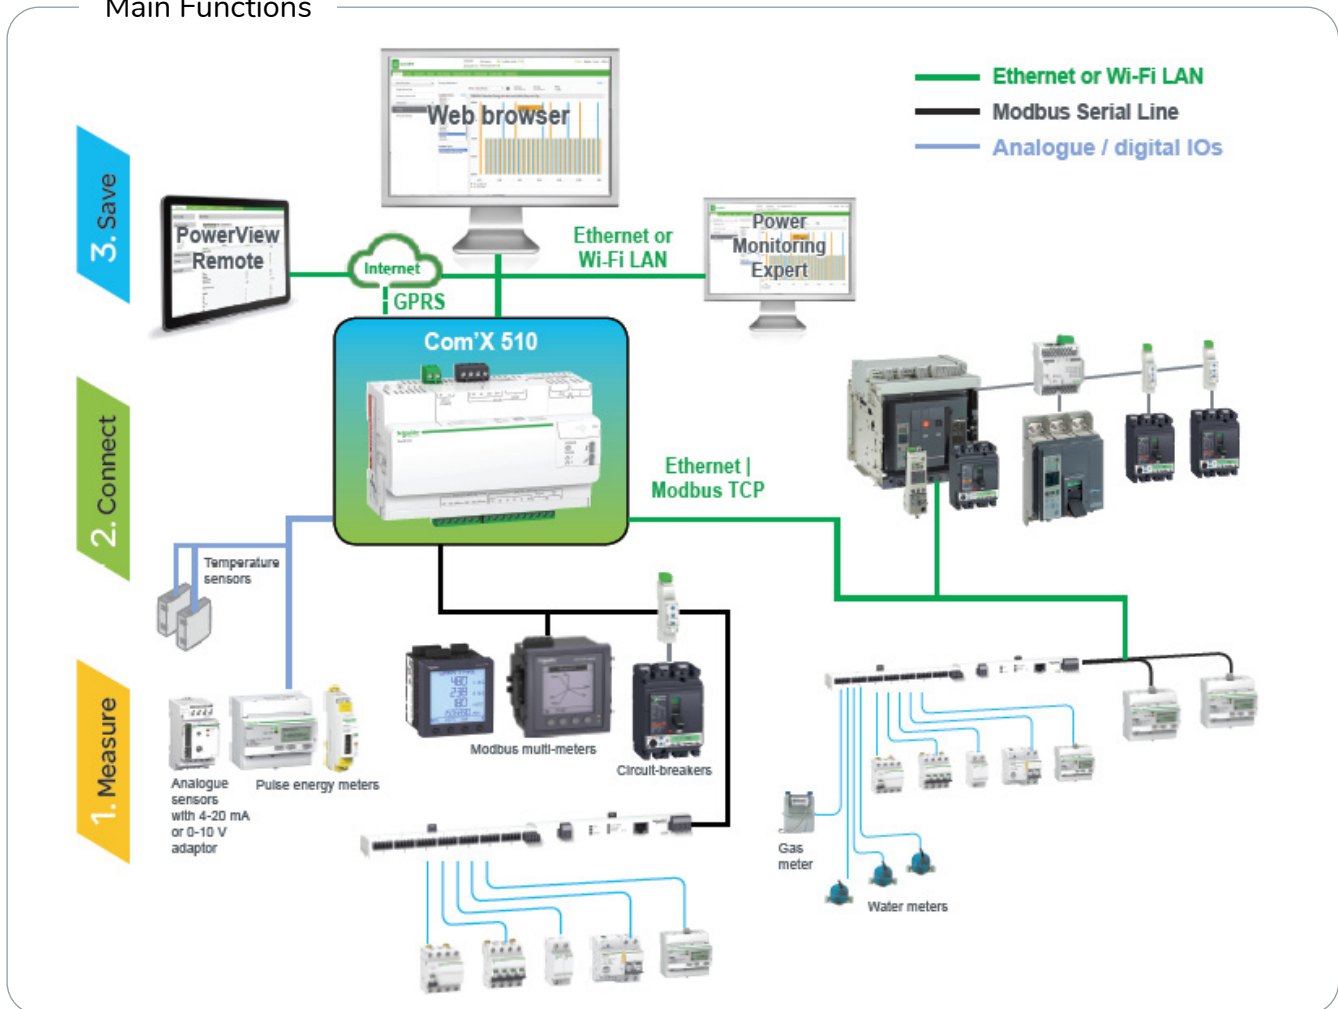 Main Functions
Ethernet or Wi-Fi LAN
Modbus Serial Line
Analogue / digital IOs
3. Save
Web browser
PowerView
Remote
Internet
GPRS
Ethernet or
Wi-Fi LAN
Power
Monitoring
Expert
2. Connect
Com'X 510
Ethernet |
Modbus TCP
Temperature
sensors
1. Measure
Analogue
sensors
with 4-20 mA
or 0-10 V
adaptor
Pulse energy meters
Modbus multi-meters
Circuit-breakers
Gas
meter
Water meters